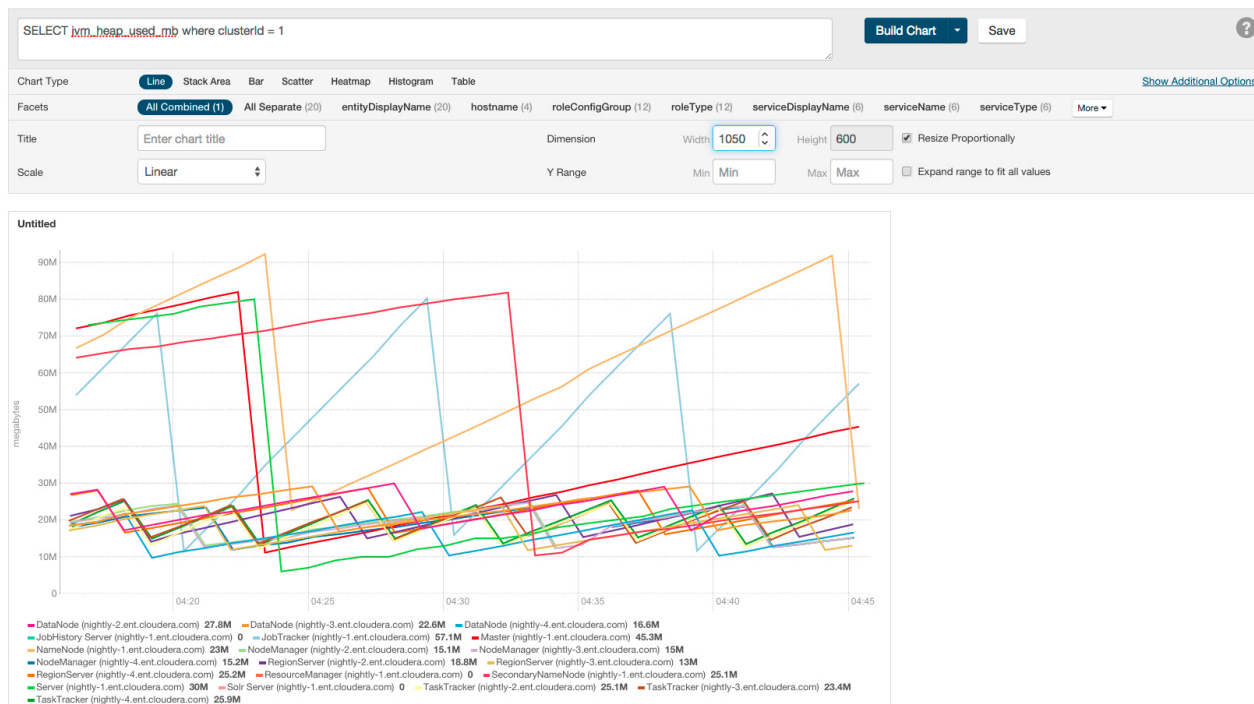 SELECT jvm_heap_used_mb where clusterId = 1
Build Chart
Save
?
Chart Type Line Stack Area Bar Scatter Heatmap Histogram Table Show Additional Options
Facets All Combined (1) All Separate (20) entityDisplayName (20) hostname (4) roleConfigGroup (12) roleType (12) serviceDisplayName (6) serviceName (6) serviceType (6) More
Title Enter chart title Dimension Width 1050 Height 600 Resize Proportionally
Scale Linear Y Range Min Min Max Max Expand range to fit all values
Untitled
90M
80M
70M
60M
50M
40M
30M
20M
10M
0
megabytes
04:20 04:25 04:30 04:35 04:40 04:45
DataNode (nightly-2.ent.cloudera.com) 27.8M DataNode (nightly-3.ent.cloudera.com) 22.6M DataNode (nightly-4.ent.cloudera.com) 16.6M
JobHistory Server (nightly-1.ent.cloudera.com) 0 JobTracker (nightly-1.ent.cloudera.com) 57.1M Master (nightly-1.ent.cloudera.com) 45.3M
NameNode (nightly-1.ent.cloudera.com) 23M NodeManager (nightly-2.ent.cloudera.com) 15.1M NodeManager (nightly-3.ent.cloudera.com) 15M
NodeManager (nightly-4.ent.cloudera.com) 15.2M RegionServer (nightly-2.ent.cloudera.com) 18.8M RegionServer (nightly-3.ent.cloudera.com) 13M
RegionServer (nightly-4.ent.cloudera.com) 25.2M ResourceManager (nightly-1.ent.cloudera.com) 0 SecondaryNameNode (nightly-1.ent.cloudera.com) 25.1M
Server (nightly-1.ent.cloudera.com) 30M Solr Server (nightly-1.ent.cloudera.com) 0 TaskTracker (nightly-2.ent.cloudera.com) 25.1M TaskTracker (nightly-3.ent.cloudera.com) 23.4M
TaskTracker (nightly-4.ent.cloudera.com) 25.9M